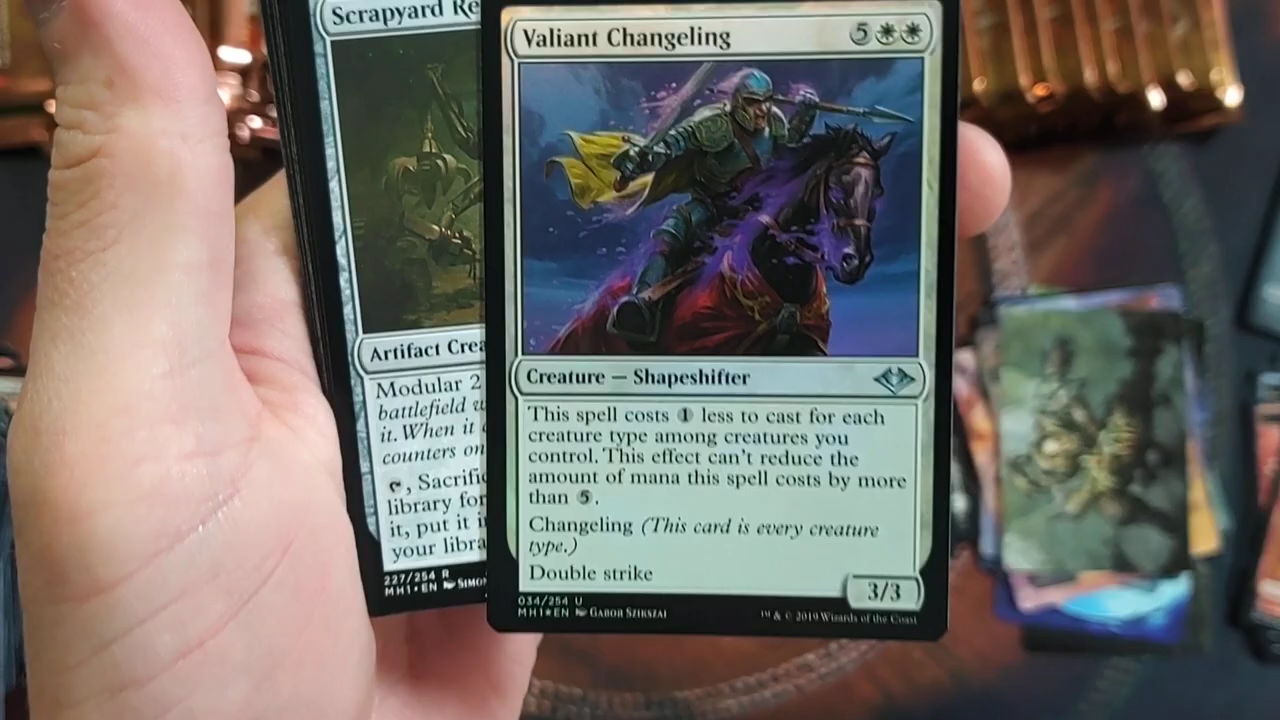 Scrapyard Re
Artifact Crea
Modular 2
battlefield
it. When it
counters on
, Sacrific
library for
it, put it i
your libra
227/254 R
MH1 • EN SIMON
Valiant Changeling
5
Creature — Shapeshifter
This spell costs 1 less to cast for each
creature type among creatures you
control. This effect can't reduce the
amount of mana this spell costs by more
than 5.
Changeling (This card is every creature
type.)
Double strike
3/3
034/254 U
MH1★EN GABOR SZIKSZAI
™ & © 2019 Wizards of the Coast